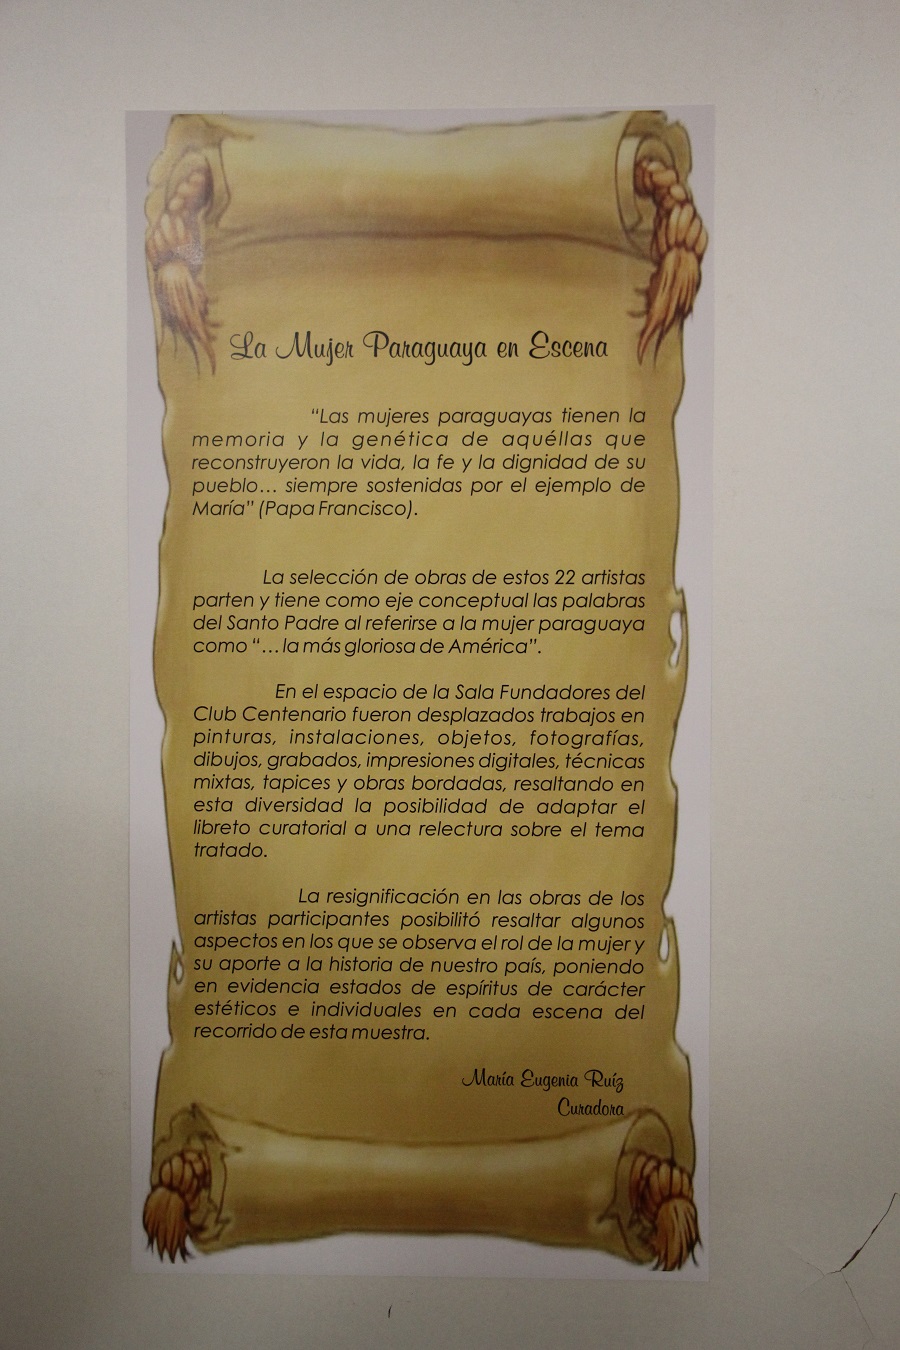 La Mujer Paraguaya en Escena
“Las mujeres paraguayas tienen la
memoria y la genética de aquéllas que
reconstruyeron la vida, la fe y la dignidad de su
pueblo… siempre sostenidas por el ejemplo de
María” (Papa Francisco).
La selección de obras de estos 22 artistas
parten y tiene como eje conceptual las palabras
del Santo Padre al referirse a la mujer paraguaya
como “…la más gloriosa de América”.
En el espacio de la Sala Fundadores del
Club Centenario fueron desplazados trabajos en
pinturas, instalaciones, objetos, fotografías,
dibujos, grabados, impresiones digitales, técnicas
mixtas, tapices y obras bordadas, resaltando en
esta diversidad la posibilidad de adaptar el
libreto curatorial a una relectura sobre el tema
tratado.
La resignificación en las obras de los
artistas participantes posibilitó resaltar algunos
aspectos en los que se observa el rol de la mujer y
su aporte a la historia de nuestro país, poniendo
en evidencia estados de espíritus de carácter
estéticos e individuales en cada escena del
recorrido de esta muestra.
María Eugenia Ruíz
Curadora